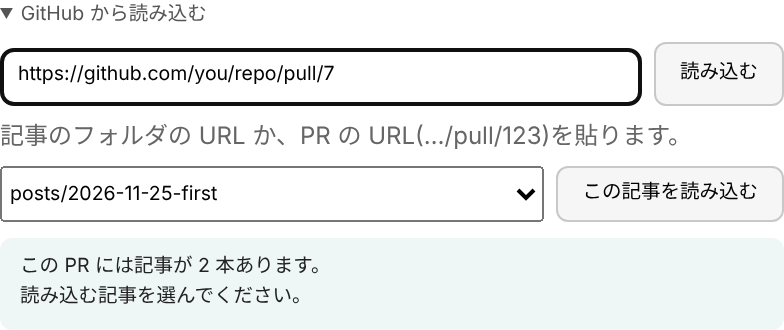 ▼ GitHub から読み込む
https://github.com/you/repo/pull/7
読み込む
記事のフォルダの URL か、PR の URL(.../pull/123)を貼ります。
posts/2026-11-25-first
この記事を読み込む
この PR には記事が 2 本あります。
読み込む記事を選んでください。